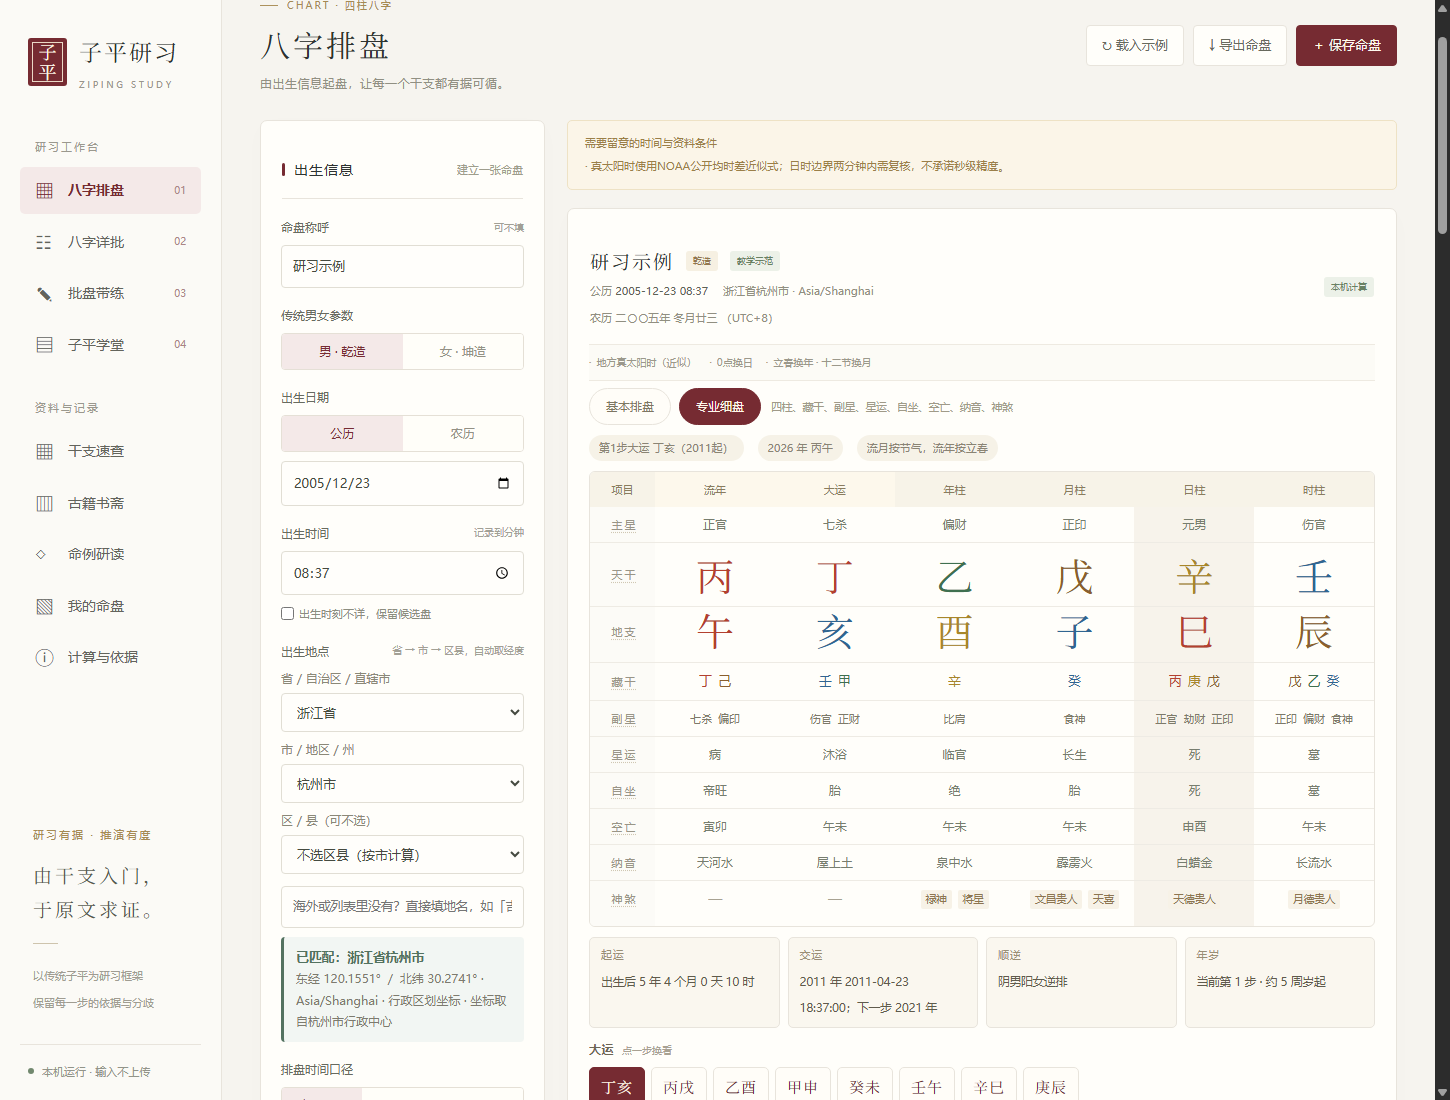 子平
子平研习
ZIPING STUDY
研习工作台
八字排盘 01
八字详批 02
批盘带练 03
子平学堂 04
资料与记录
干支速查
古籍书斋
命例研读
我的命盘
计算与依据
研习有据 · 推演有度
由干支入门，
于原文求证。
以传统子平为研习框架
保留每一步的依据与分歧
本机运行 · 输入不上传
CHART · 四柱八字
八字排盘
由出生信息起盘，让每一个干支都有据可循。
↻ 载入示例
↓ 导出命盘
＋ 保存命盘
出生信息 建立一张命盘
命盘称呼 可不填
研习示例
传统男女参数
男 · 乾造 女 · 坤造
出生日期
公历 农历
2005/12/23
出生时间 记录到分钟
08:37
出生时刻不详，保留候选盘
出生地点 省 → 市 → 区县，自动取经度
省 / 自治区 / 直辖市
浙江省
市 / 地区 / 州
杭州市
区 / 县（可不选）
不选区县（按市计算）
海外或列表里没有？直接填地名，如「吉
已匹配：浙江省杭州市
东经 120.1551° / 北纬 30.2741° ·
Asia/Shanghai · 行政区划坐标 · 坐标取
自杭州市行政中心
排盘时间口径
需要留意的时间与资料条件
· 真太阳时使用NOAA公开均时差近似式；日时边界两分钟内需复核，不承诺秒级精度。
研习示例 乾造 教学示范
公历 2005-12-23 08:37 浙江省杭州市 · Asia/Shanghai
本机计算
农历 二〇〇五年 冬月廿三 （UTC+8）
· 地方真太阳时（近似） · 0点换日 · 立春换年 · 十二节换月
基本排盘 专业细盘 四柱、藏干、副星、星运、自坐、空亡、纳音、神煞
第1步大运 丁亥（2011起） 2026 年 丙午 流月按节气，流年按立春
项目 流年 大运 年柱 月柱 日柱 时柱
主星 正官 七杀 偏财 正印 元男 伤官
天干 丙 丁 乙 戊 辛 壬
地支 午 亥 酉 子 巳 辰
藏干 丁 己 壬 甲 辛 癸 丙 庚 戊 戊 乙 癸
副星 七杀 偏印 伤官 正财 比肩 食神 正官 劫财 正印 正印 偏财 食神
星运 病 沐浴 临官 长生 死 墓
自坐 帝旺 胎 绝 胎 死 墓
空亡 寅卯 午未 午未 午未 申酉 午未
纳音 天河水 屋上土 泉中水 霹雳火 白蜡金 长流水
神煞 — — 禄神 将星 文昌贵人 天喜 天德贵人 月德贵人
起运
出生后 5 年 4 个月 0 天 10 时
交运
2011 年 2011-04-23
18:37:00；下一步 2021 年
顺逆
阴男阳女逆排
年岁
当前第 1 步 · 约 5 周岁起
大运 点一步换看
丁亥 丙戌 乙酉 甲申 癸未 壬午 辛巳 庚辰